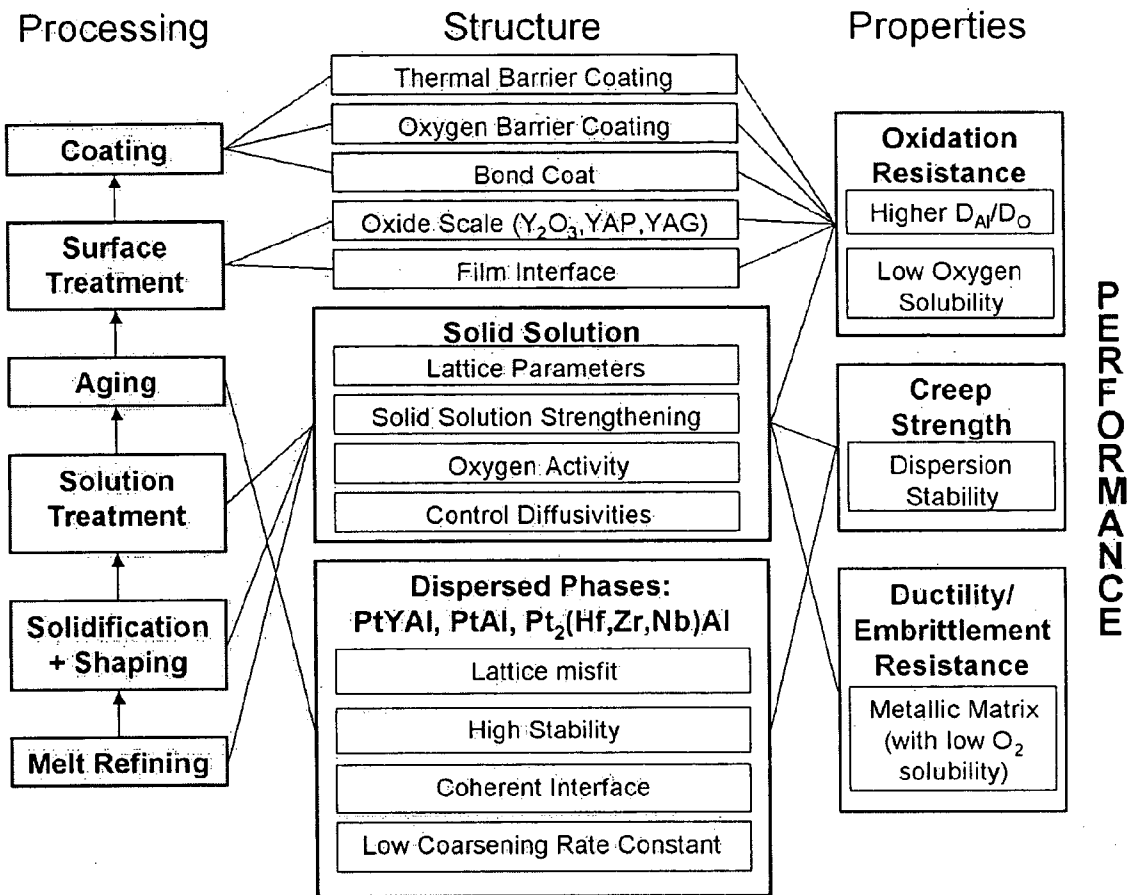 Processing
Structure
Properties
Coating
Surface
Treatment
Aging
Solution
Treatment
Solidification
+ Shaping
Melt Refining
Thermal Barrier Coating
Oxygen Barrier Coating
Bond Coat
Oxide Scale (Y₂O₃,YAP,YAG)
Film Interface
Solid Solution
Lattice Parameters
Solid Solution Strengthening
Oxygen Activity
Control Diffusivities
Dispersed Phases:
PtYAl, PtAl, Pt₂(Hf,Zr,Nb)Al
Lattice misfit
High Stability
Coherent Interface
Low Coarsening Rate Constant
Oxidation
Resistance
Higher D_Al/D_O
Low Oxygen
Solubility
Creep
Strength
Dispersion
Stability
Ductility/
Embrittlement
Resistance
Metallic Matrix
(with low O₂
solubility)
PERFORMANCE